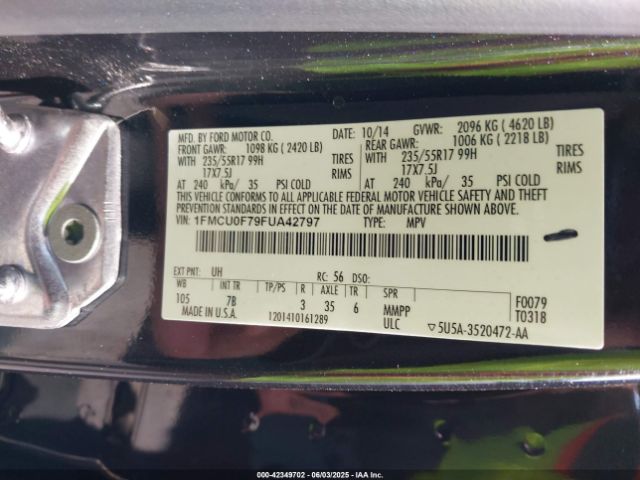 MFD. BY FORD MOTOR CO. DATE: 10/14 GVWR: 2096 KG ( 4620 LB)
FRONT GAWR: 1098 KG ( 2420 LB) REAR GAWR: 1006 KG ( 2218 LB)
WITH 235/55R17 99H TIRES WITH 235/55R17 99H TIRES
17X7.5J RIMS 17X7.5J RIMS
AT 240 kPa/ 35 PSI COLD AT 240 kPa/ 35 PSI COLD
THIS VEHICLE CONFORMS TO ALL APPLICABLE FEDERAL MOTOR VEHICLE SAFETY AND THEFT
PREVENTION STANDARDS IN EFFECT ON THE DATE OF MANUFACTURE SHOWN ABOVE.
VIN: 1FMCU0F79FUA42797 TYPE: MPV
EXT PNT: UH RC: 56 DSO:
INT TR TP/PS R AXLE TR SPR F0079
105 7B 3 35 6 MMPP T0318
MADE IN U.S.A. 1201410161289 ULC ▽5U5A-3520472-AA
000-42349702 - 06/03/2025 - IAAI.com